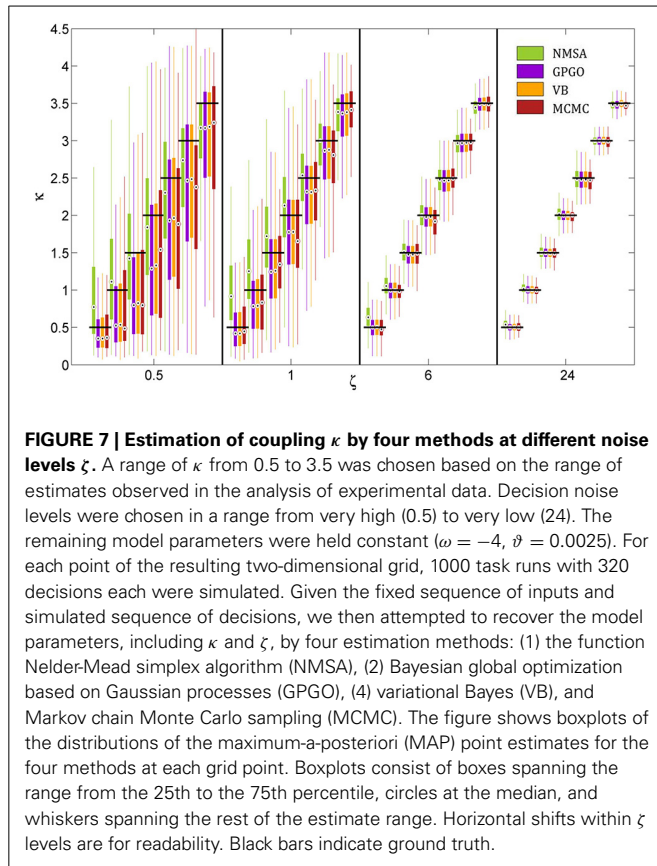 4.5
4
3.5
3
2.5
2
1.5
1
0.5
0
κ
NMSA
GPGO
VB
MCMC
0.5
1
6
24
ζ
FIGURE 7 | Estimation of coupling κ by four methods at different noise
levels ζ. A range of κ from 0.5 to 3.5 was chosen based on the range of
estimates observed in the analysis of experimental data. Decision noise
levels were chosen in a range from very high (0.5) to very low (24). The
remaining model parameters were held constant (ω = −4, ϑ = 0.0025). For
each point of the resulting two-dimensional grid, 1000 task runs with 320
decisions each were simulated. Given the fixed sequence of inputs and
simulated sequence of decisions, we then attempted to recover the model
parameters, including κ and ζ, by four estimation methods: (1) the function
Nelder-Mead simplex algorithm (NMSA), (2) Bayesian global optimization
based on Gaussian processes (GPGO), (4) variational Bayes (VB), and
Markov chain Monte Carlo sampling (MCMC). The figure shows boxplots of
the distributions of the maximum-a-posteriori (MAP) point estimates for the
four methods at each grid point. Boxplots consist of boxes spanning the
range from the 25th to the 75th percentile, circles at the median, and
whiskers spanning the rest of the estimate range. Horizontal shifts within ζ
levels are for readability. Black bars indicate ground truth.